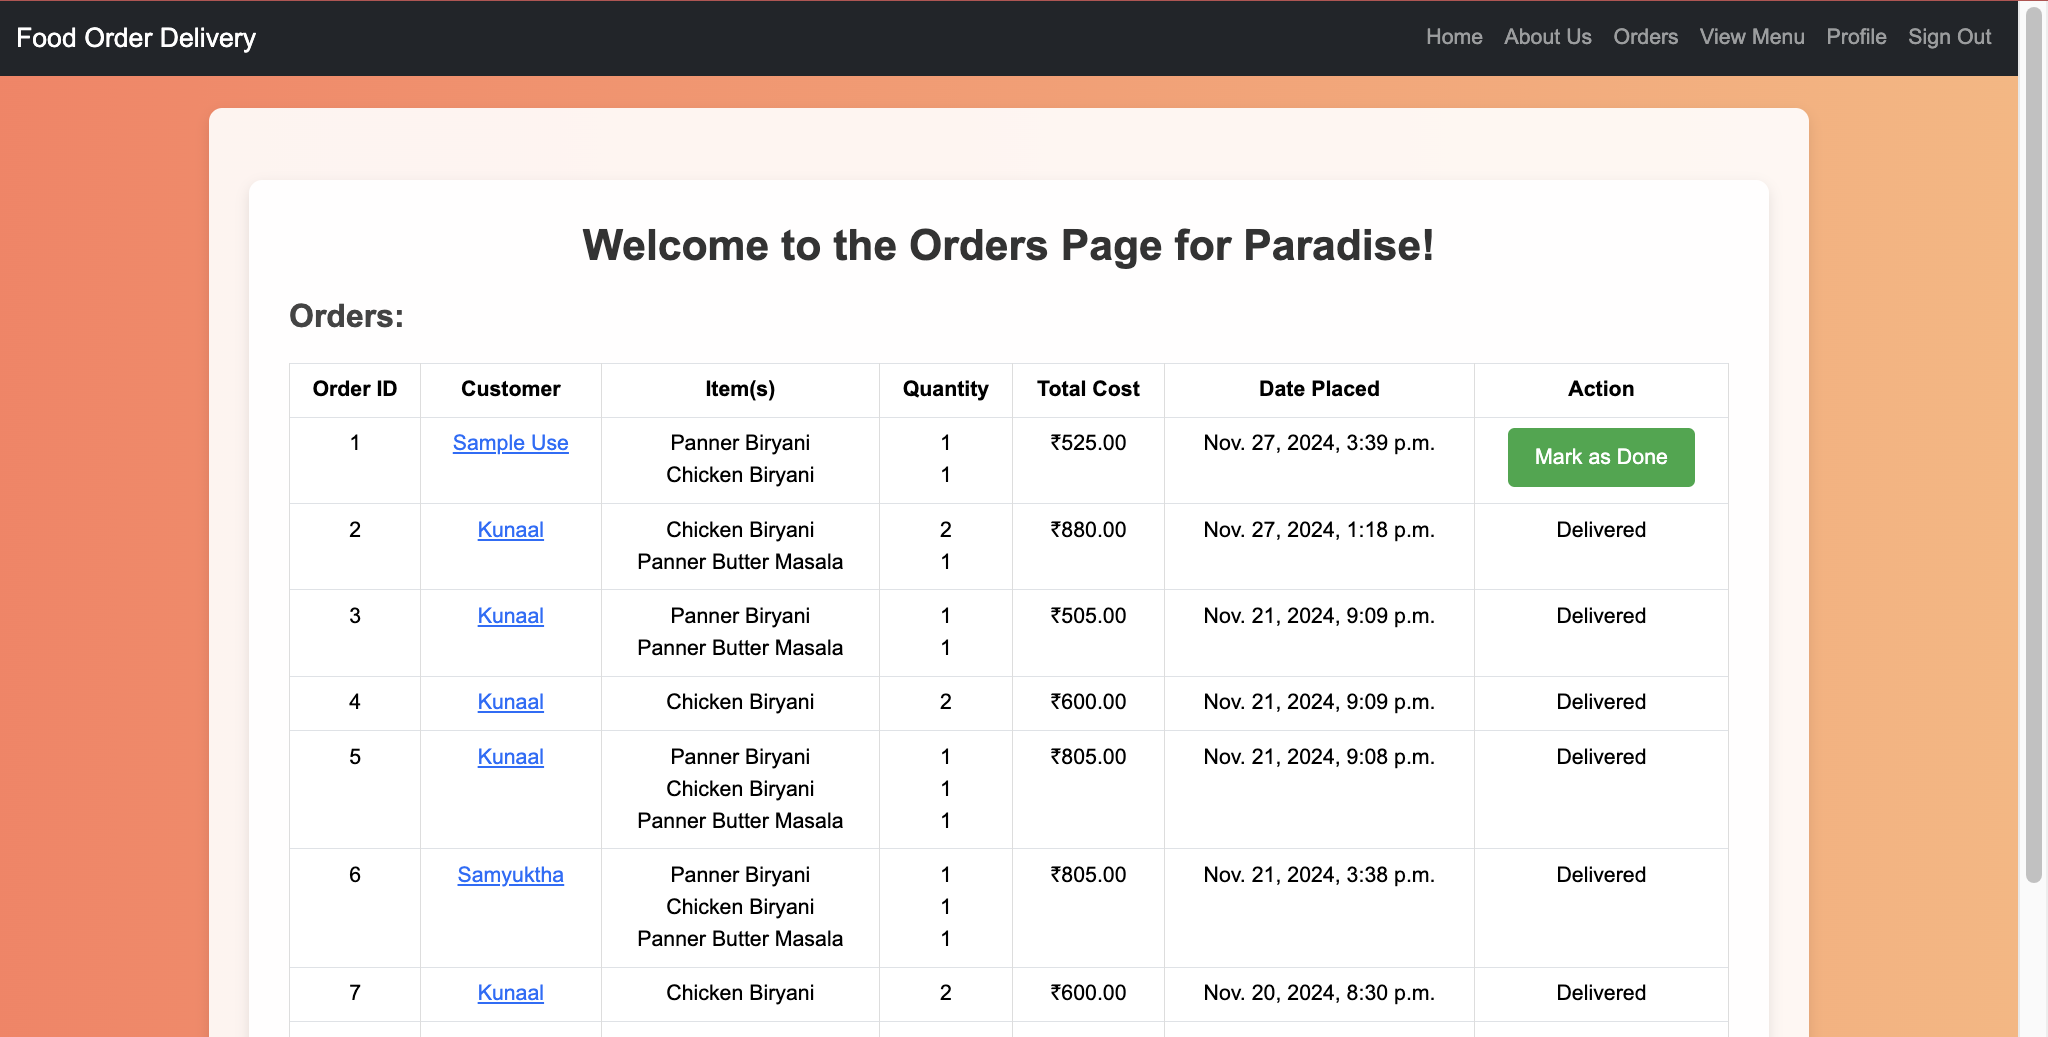 Food Order Delivery
Home About Us Orders View Menu Profile Sign Out
Welcome to the Orders Page for Paradise!
Orders:
Order ID Customer Item(s) Quantity Total Cost Date Placed Action
1 Sample Use Panner Biryani 1 ₹525.00 Nov. 27, 2024, 3:39 p.m. Mark as Done
Chicken Biryani 1
2 Kunaal Chicken Biryani 2 ₹880.00 Nov. 27, 2024, 1:18 p.m. Delivered
Panner Butter Masala 1
3 Kunaal Panner Biryani 1 ₹505.00 Nov. 21, 2024, 9:09 p.m. Delivered
Panner Butter Masala 1
4 Kunaal Chicken Biryani 2 ₹600.00 Nov. 21, 2024, 9:09 p.m. Delivered
5 Kunaal Panner Biryani 1 ₹805.00 Nov. 21, 2024, 9:08 p.m. Delivered
Chicken Biryani 1
Panner Butter Masala 1
6 Samyuktha Panner Biryani 1 ₹805.00 Nov. 21, 2024, 3:38 p.m. Delivered
Chicken Biryani 1
Panner Butter Masala 1
7 Kunaal Chicken Biryani 2 ₹600.00 Nov. 20, 2024, 8:30 p.m. Delivered